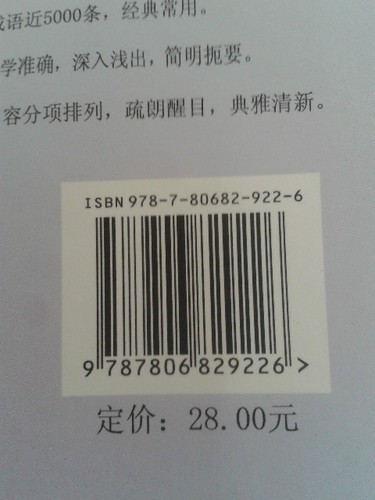 语近5000条，经典常用。
学准确，深入浅出，简明扼要。
容分项排列，疏朗醒目，典雅清新。
ISBN 978-7-80682-922-6
9 787806 829226 >
定价：28.00元